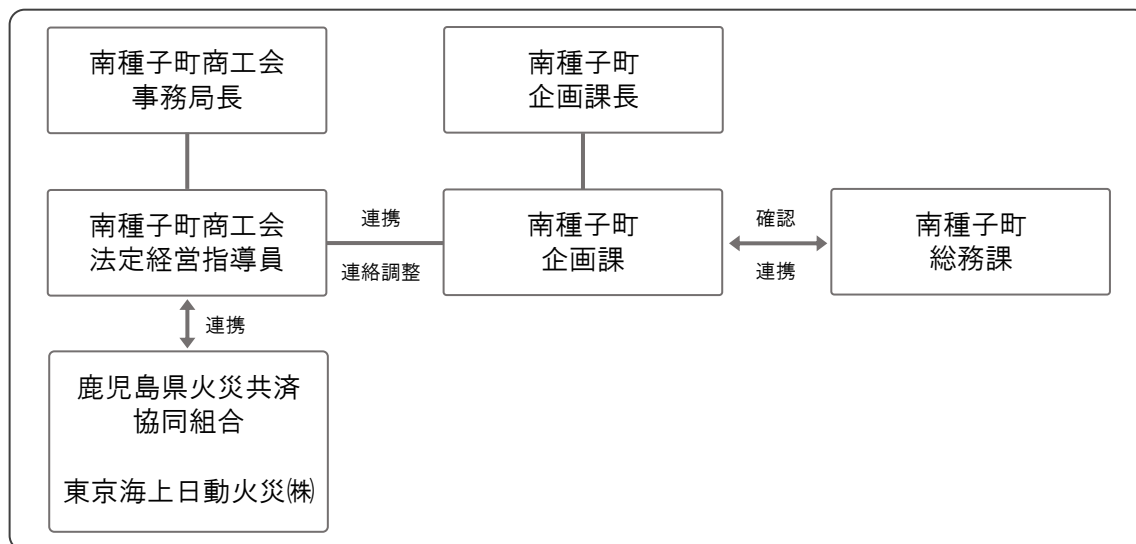 南種子町商工会
事務局長
南種子町
企画課長
南種子町商工会
法定経営指導員
連携
連絡調整
南種子町
企画課
確認
連携
南種子町
総務課
連携
鹿児島県火災共済
協同組合
東京海上日動火災㈱